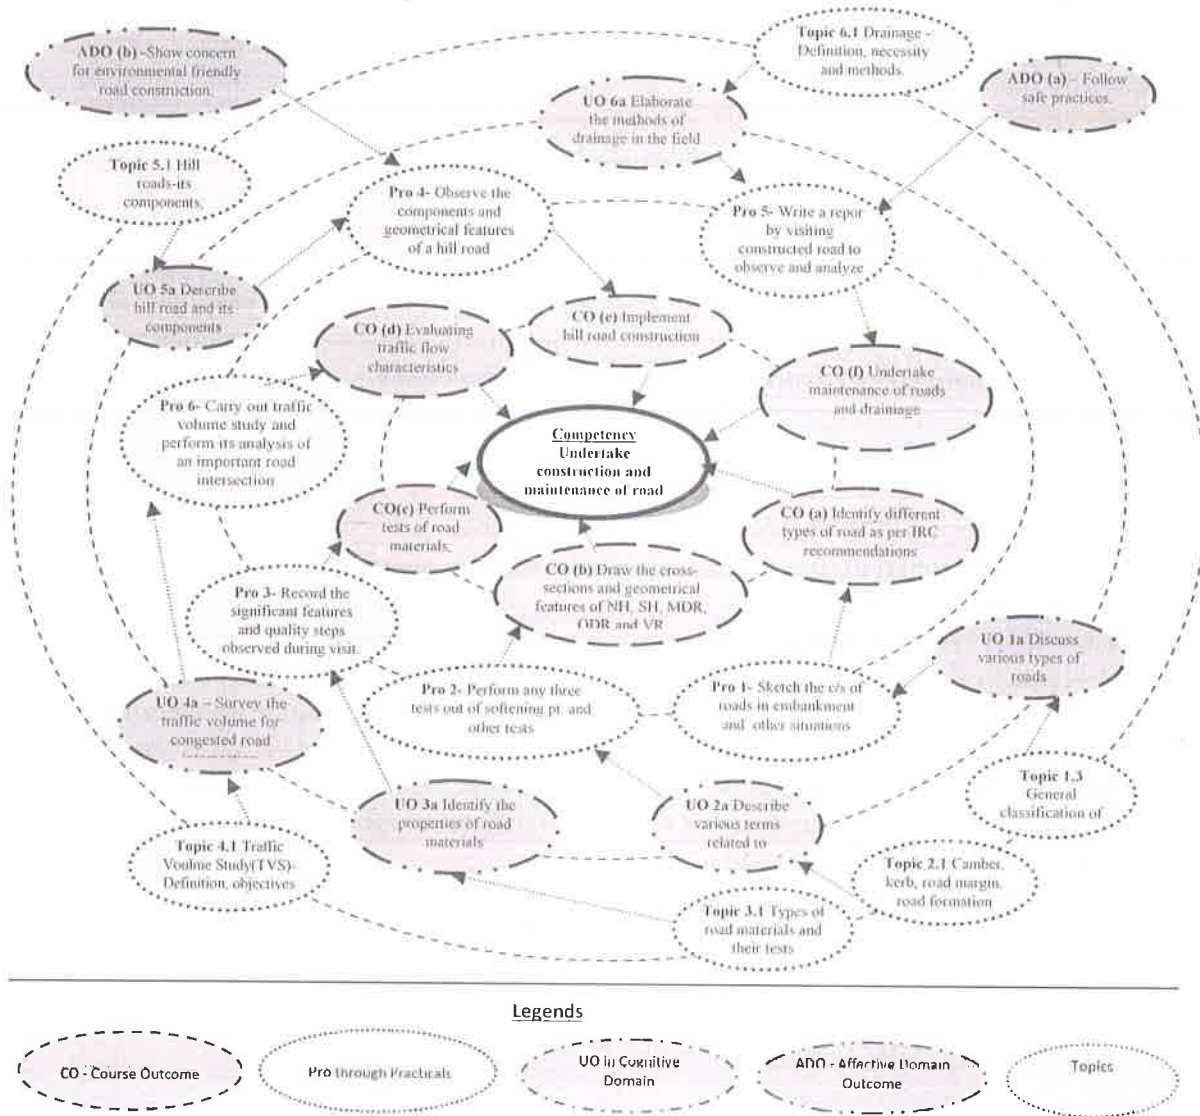 ADO (b) -Show concern
for environmental friendly
road construction.
Topic 6.1 Drainage -
Definition, necessity
and methods.
ADO (a) – Follow
safe practices.
UO 6a Elaborate
the methods of
drainage in the field
Topic 5.1 Hill
roads-its
components,
Pro 4- Observe the
components and
geometrical features
of a hill road
Pro 5- Write a repor
by visiting
constructed road to
observe and analyze
UO 5a Describe
hill road and its
components
CO (d) Evaluating
traffic flow
characteristics
CO (e) Implement
hill road construction
CO (f) Undertake
maintenance of roads
and drainiage
Pro 6- Carry out traffic
volume study and
perform its analysis of
an important road
intersection
Competency
Undertake
construction and
maintenance of road
CO(c) Perform
tests of road
materials,
CO (a) Identify different
types of road as per IRC
recommendations
CO (b) Draw the cross-
sections and geometrical
features of NH, SH, MDR,
ODR and VR
Pro 3- Record the
significant features
and quality steps
observed during visit.
UO 1a Discuss
various types of
roads
UO 4a – Survey the
traffic volume for
congested road
Pro 2- Perform any three
tests out of softening pt. and
other tests
Pro 1- Sketch the c/s of
roads in embankment
and other situations
Topic 1.3
General
classification of
UO 3a Identify the
properties of road
materials
UO 2a Describe
various terms
related to
Topic 4.1 Traffic
Voulme Study(TVS)-
Definition, objectives
Topic 2.1 Camber,
kerb, road margin,
road formation
Topic 3.1 Types of
road materials and
their tests
Legends
CO - Course Outcome
Pro through Practicals
UO in Cognitive
Domain
ADO - Affective Domain
Outcome
Topics